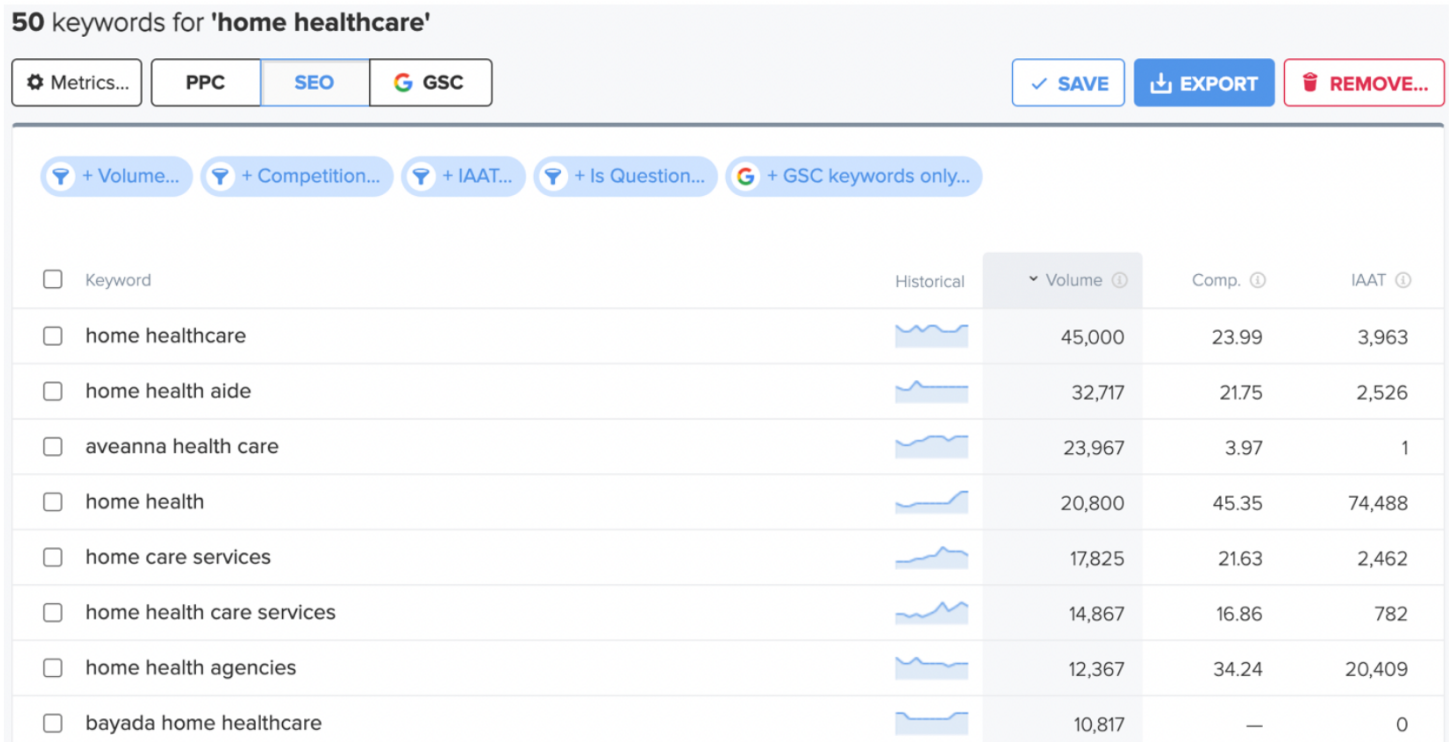 50 keywords for 'home healthcare'
Metrics... PPC SEO GSC SAVE EXPORT REMOVE...
+ Volume... + Competition... + IAAT... + Is Question... + GSC keywords only...
Keyword Historical Volume Comp. IAAT
home healthcare 45,000 23.99 3,963
home health aide 32,717 21.75 2,526
aveanna health care 23,967 3.97 1
home health 20,800 45.35 74,488
home care services 17,825 21.63 2,462
home health care services 14,867 16.86 782
home health agencies 12,367 34.24 20,409
bayada home healthcare 10,817 — 0